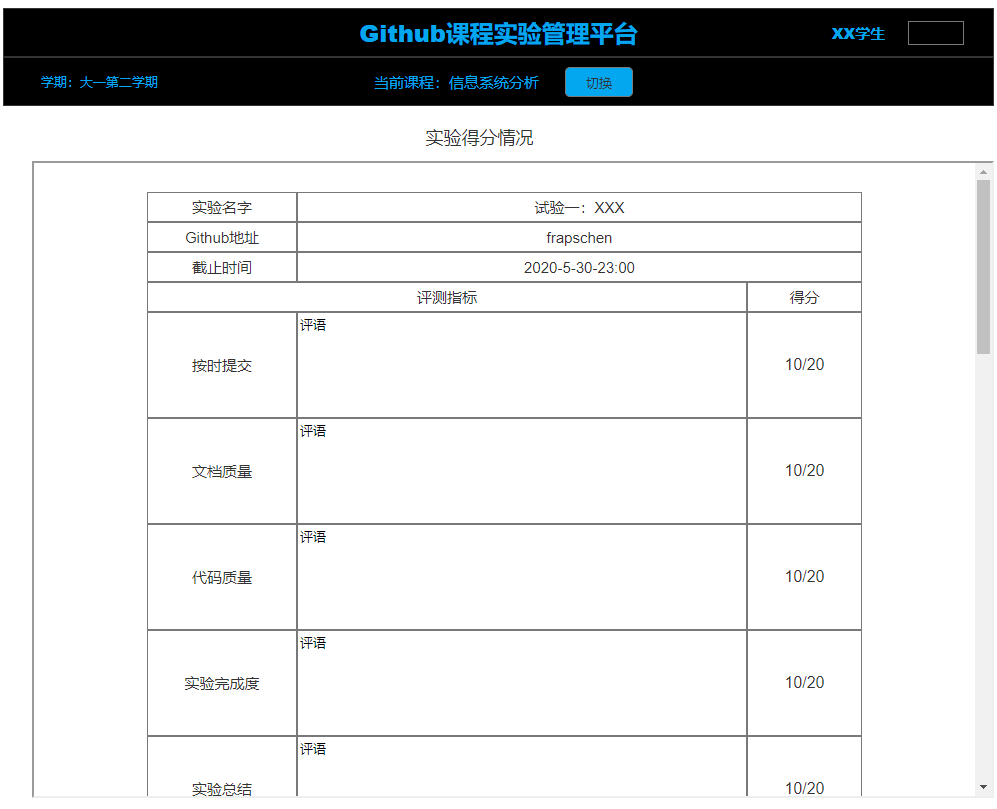 Github课程实验管理平台
XX学生
学期：大一第二学期
当前课程：信息系统分析
切换
实验得分情况
实验名字 试验一：XXX
Github地址 frapschen
截止时间 2020-5-30-23:00
评测指标 得分
评语
按时提交 10/20
评语
文档质量 10/20
评语
代码质量 10/20
评语
实验完成度 10/20
评语
实验总结 10/20